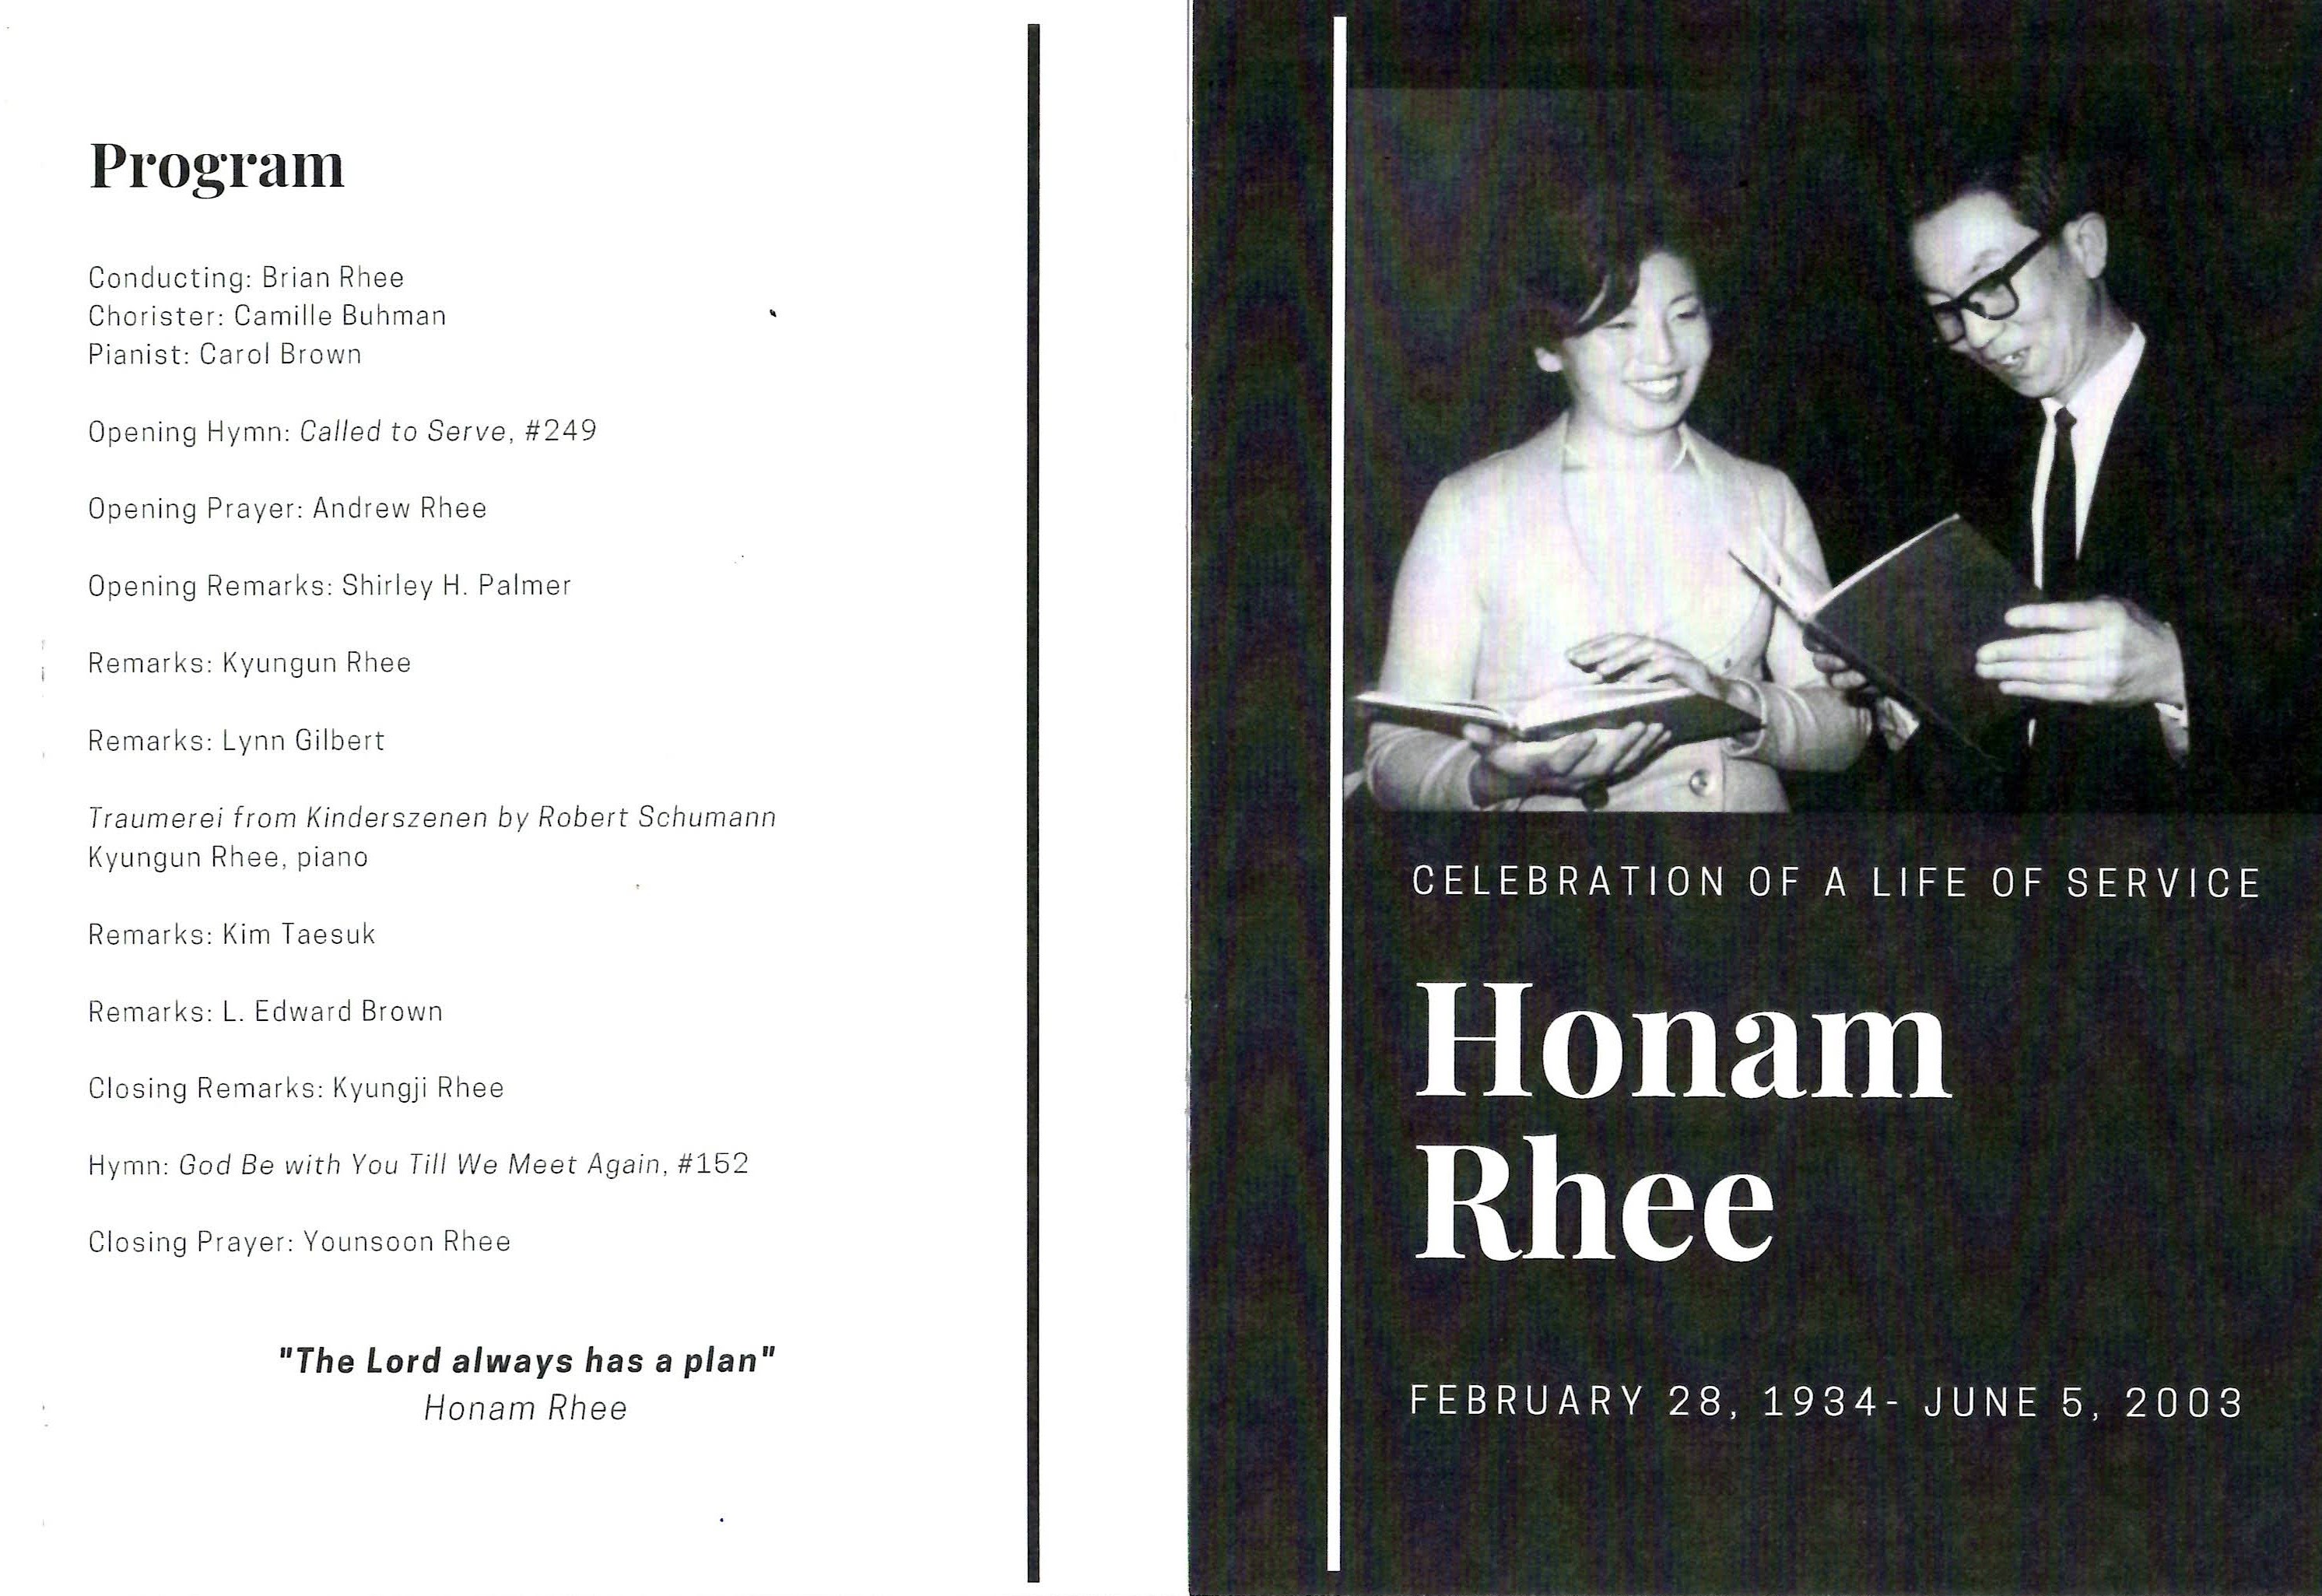 Program
Conducting: Brian Rhee
Chorister: Camille Buhman
Pianist: Carol Brown
Opening Hymn: Called to Serve, #249
Opening Prayer: Andrew Rhee
Opening Remarks: Shirley H. Palmer
Remarks: Kyungun Rhee
Remarks: Lynn Gilbert
Traumerei from Kinderszenen by Robert Schumann
Kyungun Rhee, piano
Remarks: Kim Taesuk
Remarks: L. Edward Brown
Closing Remarks: Kyungji Rhee
Hymn: God Be with You Till We Meet Again, #152
Closing Prayer: Younsoon Rhee
"The Lord always has a plan"
Honam Rhee
CELEBRATION OF A LIFE OF SERVICE
Honam
Rhee
FEBRUARY 28, 1934- JUNE 5, 2003